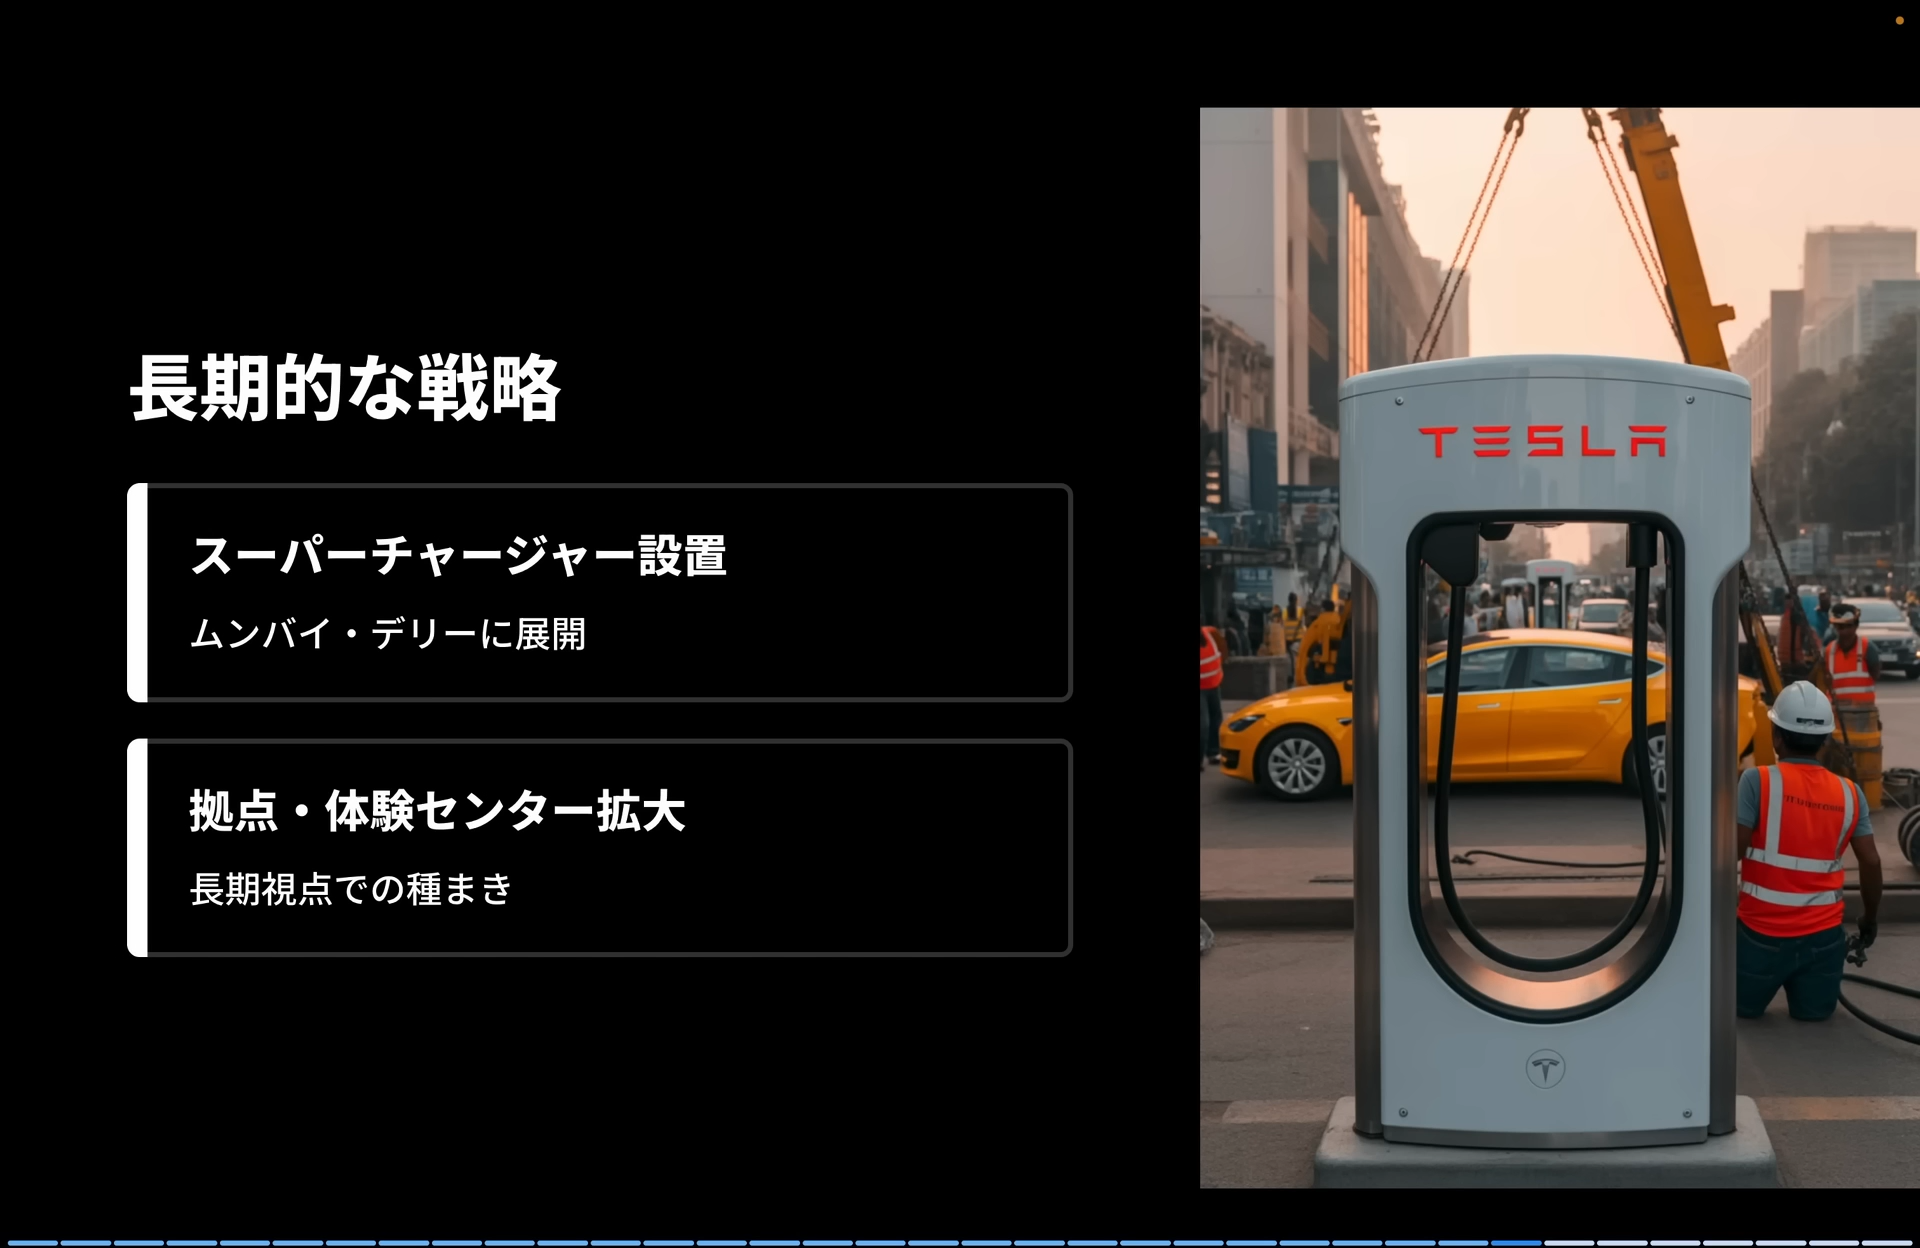 長期的な戦略
スーパーチャージャー設置
ムンバイ・デリーに展開
拠点・体験センター拡大
長期視点での種まき
TESLA